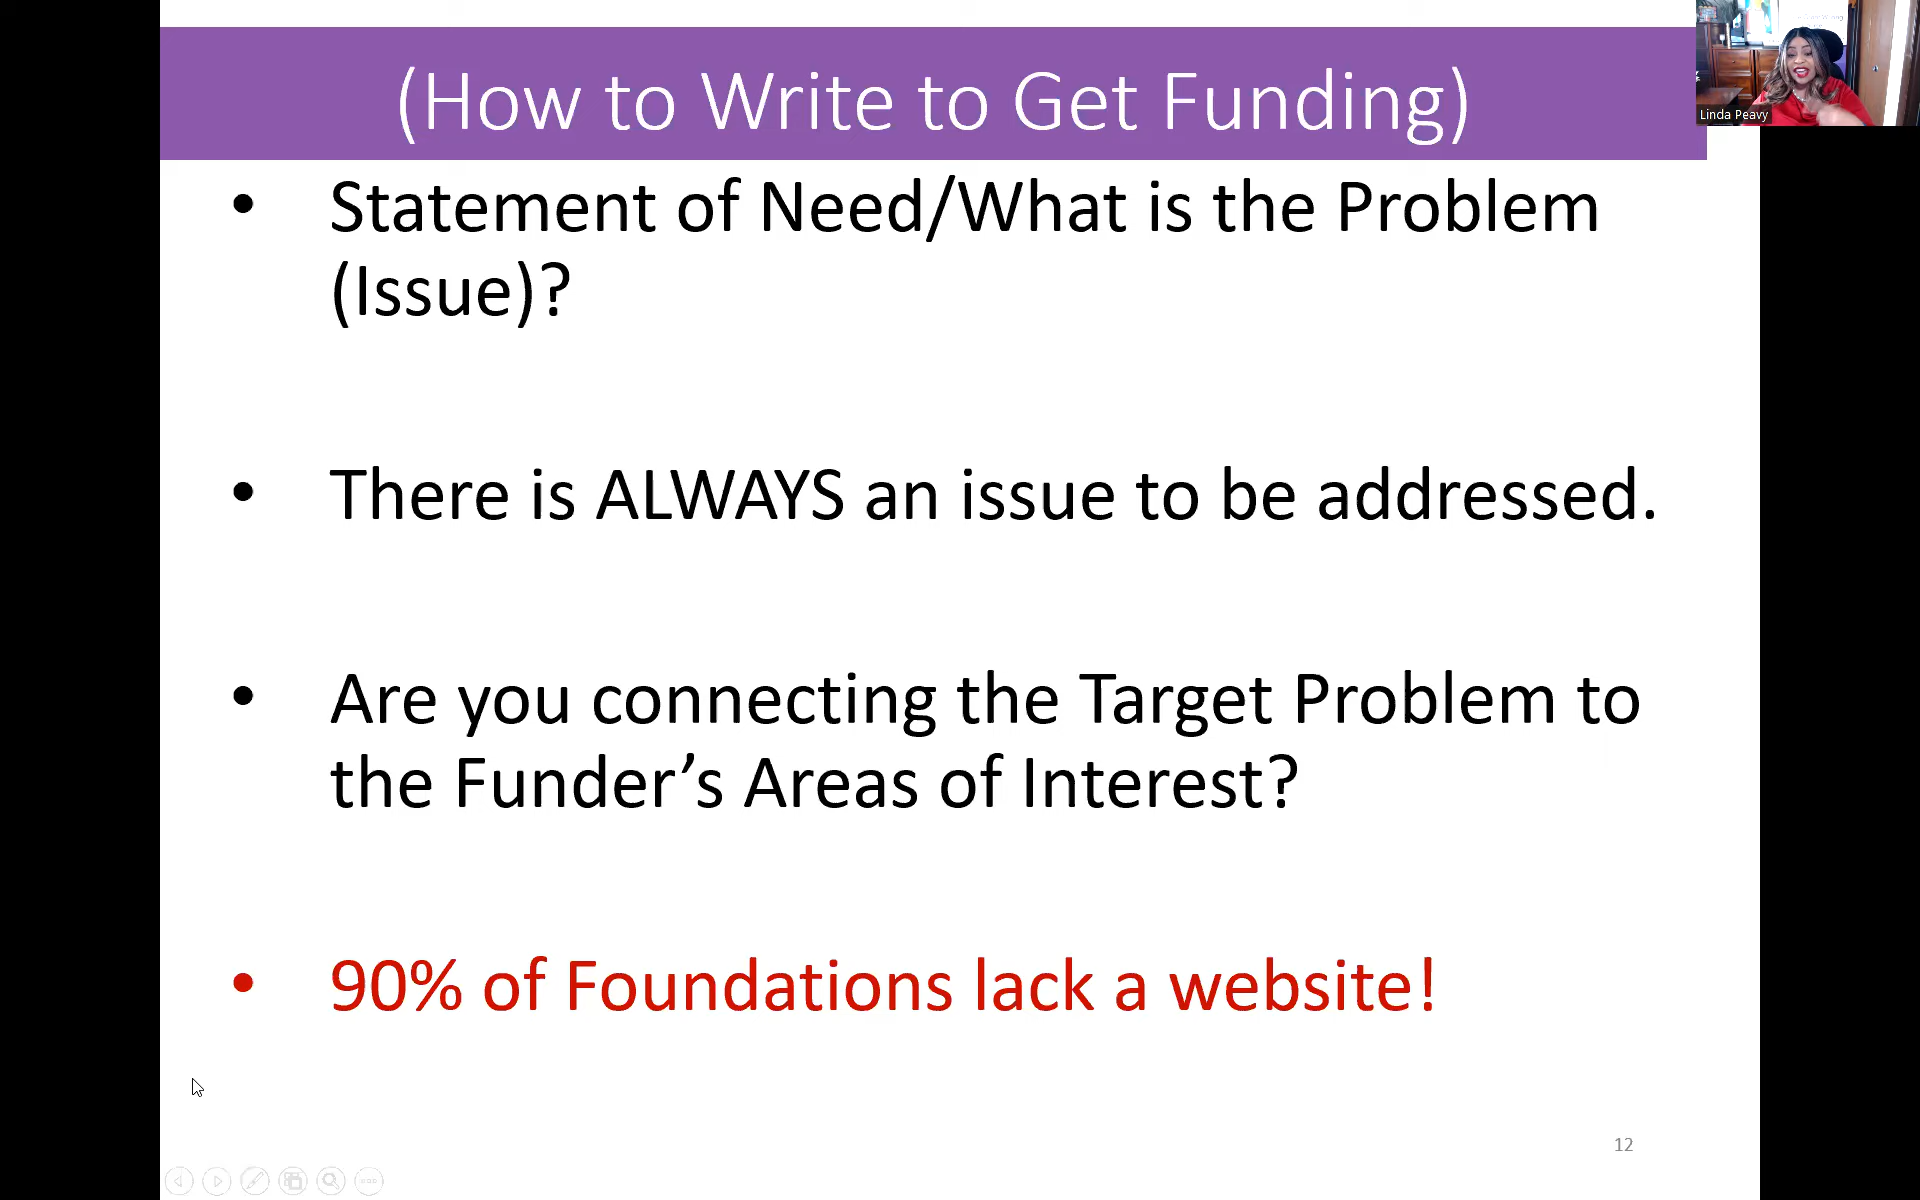 (How to Write to Get Funding)
Linda Peavy
• Statement of Need/What is the Problem
(Issue)?
• There is ALWAYS an issue to be addressed.
• Are you connecting the Target Problem to
the Funder’s Areas of Interest?
• 90% of Foundations lack a website!
12